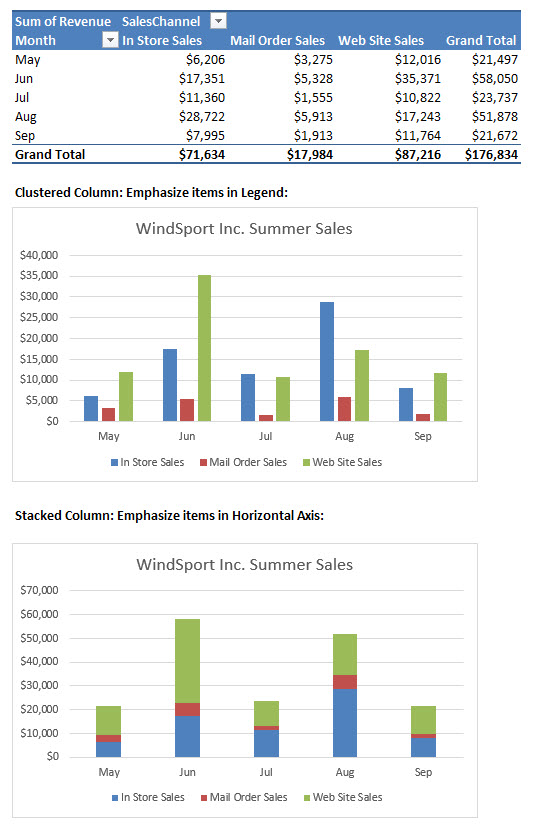 Sum of Revenue SalesChannel
Month In Store Sales Mail Order Sales Web Site Sales Grand Total
May $6,206 $3,275 $12,016 $21,497
Jun $17,351 $5,328 $35,371 $58,050
Jul $11,360 $1,555 $10,822 $23,737
Aug $28,722 $5,913 $17,243 $51,878
Sep $7,995 $1,913 $11,764 $21,672
Grand Total $71,634 $17,984 $87,216 $176,834
Clustered Column: Emphasize items in Legend:
WindSport Inc. Summer Sales
$40,000
$35,000
$30,000
$25,000
$20,000
$15,000
$10,000
$5,000
$0
May Jun Jul Aug Sep
In Store Sales Mail Order Sales Web Site Sales
Stacked Column: Emphasize items in Horizontal Axis:
WindSport Inc. Summer Sales
$70,000
$60,000
$50,000
$40,000
$30,000
$20,000
$10,000
$0
May Jun Jul Aug Sep
In Store Sales Mail Order Sales Web Site Sales